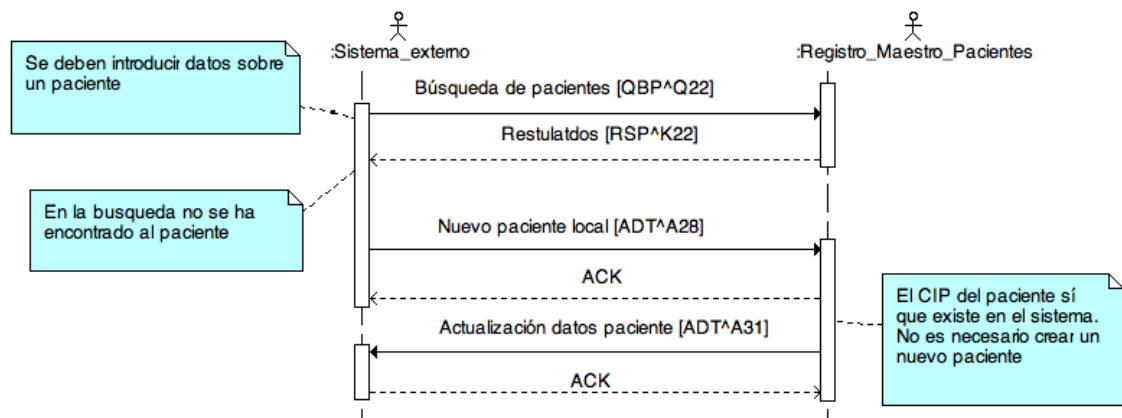 :Sistema_externo
:Registro_Maestro_Pacientes
Se deben introducir datos sobre
un paciente
Búsqueda de pacientes [QBP^Q22]
Restulatdos [RSP^K22]
En la busqueda no se ha
encontrado al paciente
Nuevo paciente local [ADT^A28]
ACK
El CIP del paciente sí
que existe en el sistema.
No es necesario crear un
nuevo paciente
Actualización datos paciente [ADT^A31]
ACK